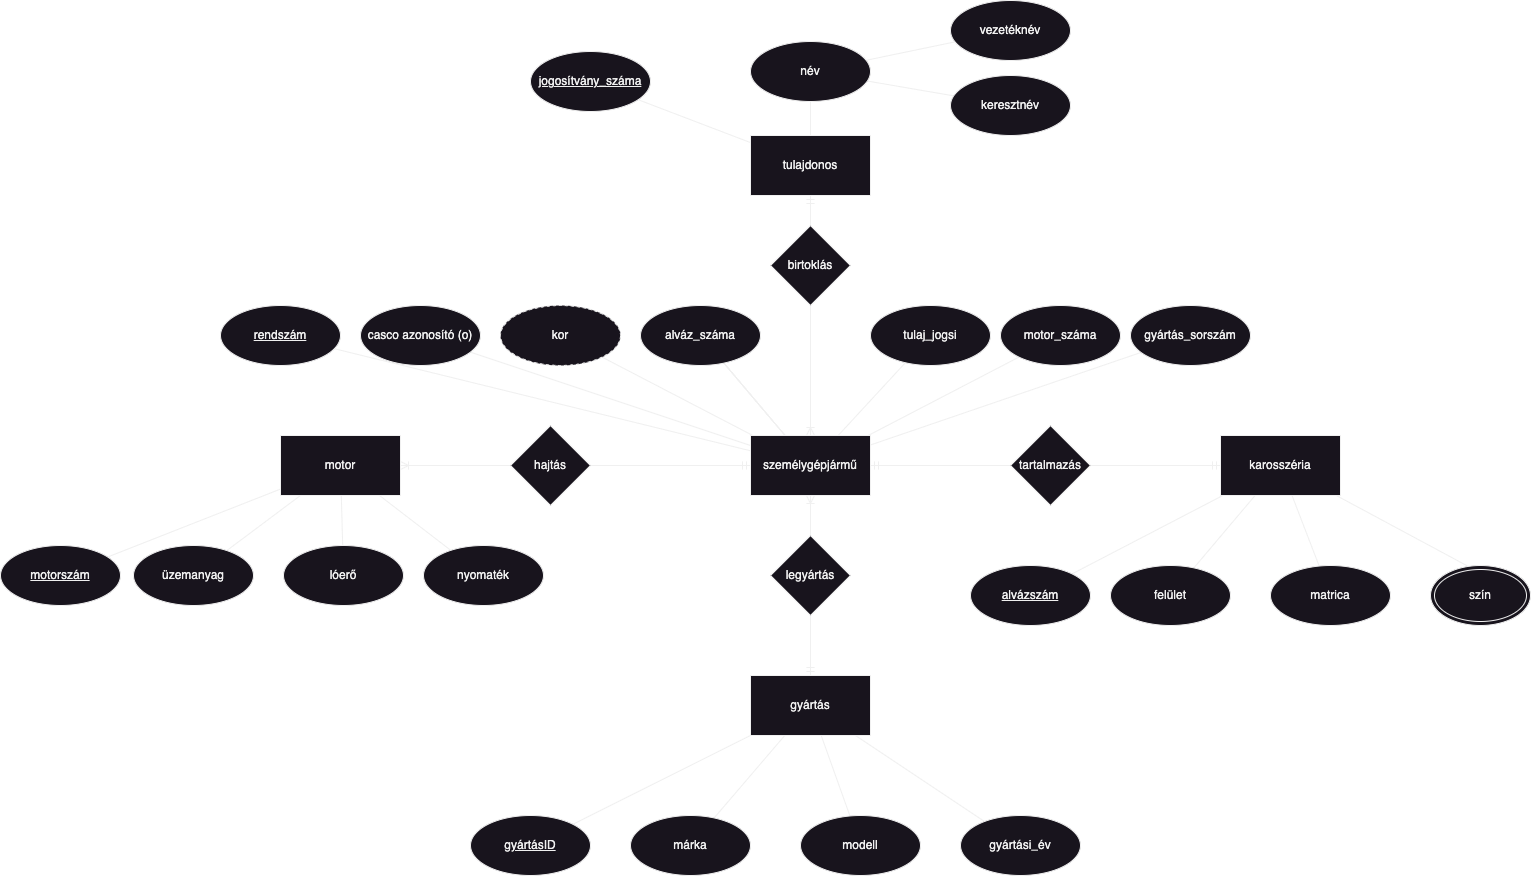 vezetéknév
név
jogosítvány_száma
keresztnév
tulajdonos
birtoklás
rendszám
casco azonosító (o)
kor
alváz_száma
tulaj_jogsi
motor_száma
gyártás_sorszám
motor
hajtás
személygépjármű
tartalmazás
karosszéria
motorszám
üzemanyag
lóerő
nyomaték
legyártás
alvázszám
felület
matrica
szín
gyártás
gyártásID
márka
modell
gyártási_év